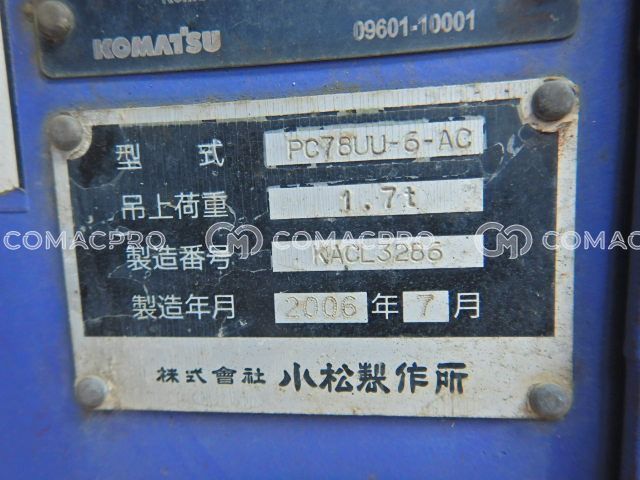 KOMATSU 09601-10001
型 式 PC78UU-6-AC
吊上荷重 1.7t
COMACPRO COMACPRO COMACPRO
製造番号 KACL3286
製造年月 2006 年 7 月
株式會社 小松製作所